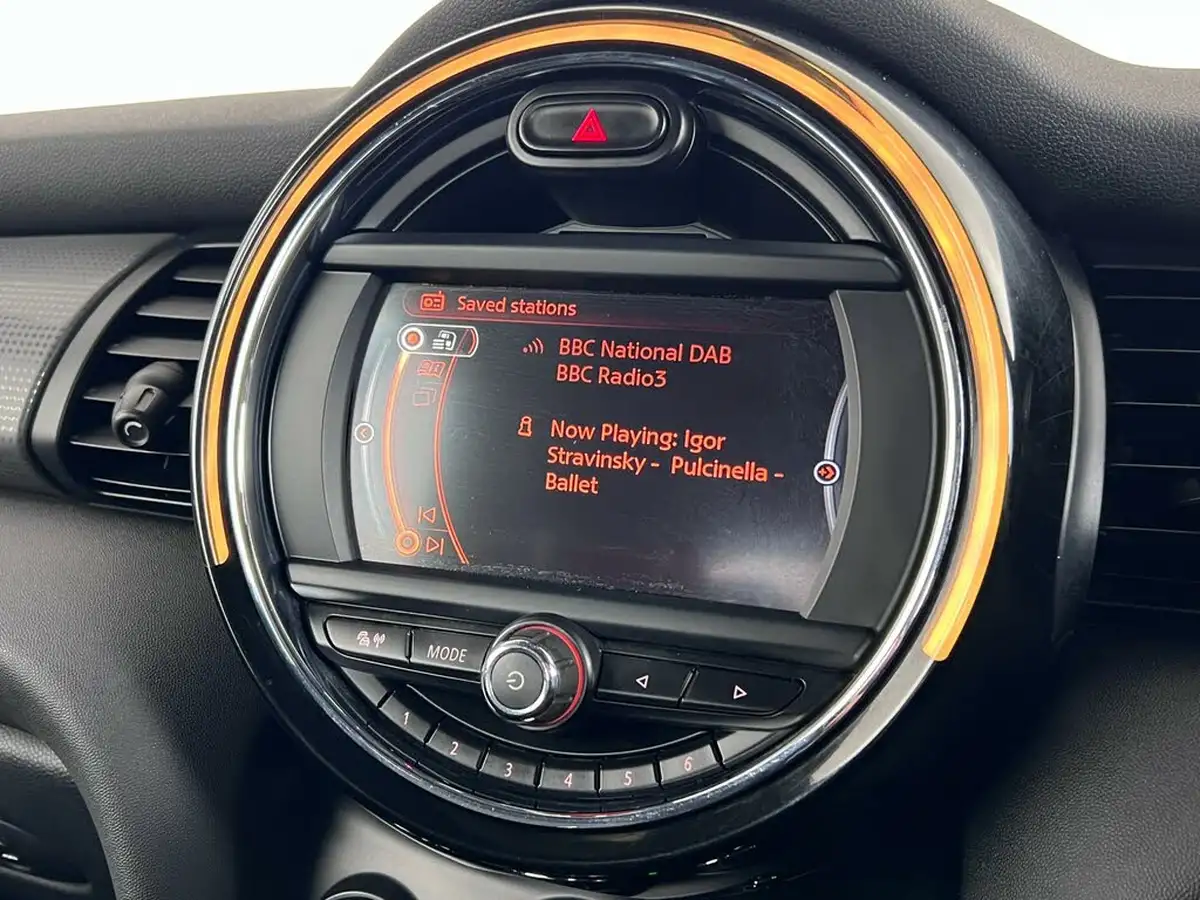 Saved stations
BBC National DAB
BBC Radio3
Now Playing: Igor
Stravinsky - Pulcinella -
Ballet
MODE
1
2
3
4
5
6